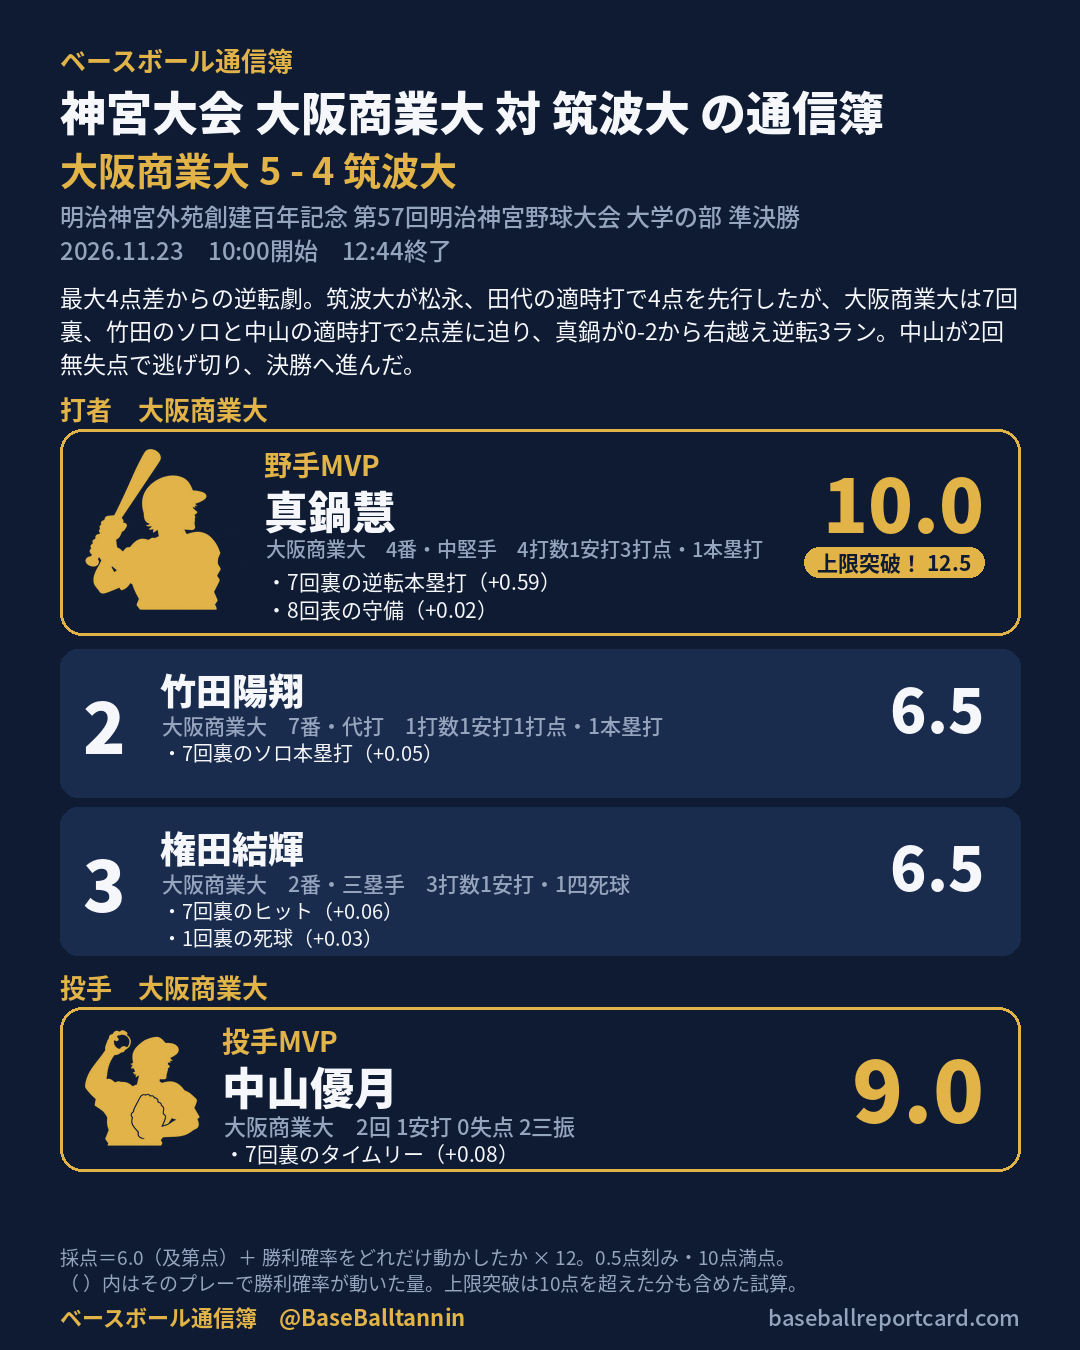 ベースボール通信簿
神宮大会 大阪商業大 対 筑波大 の通信簿
大阪商業大 5 - 4 筑波大
明治神宮外苑創建百年記念 第57回明治神宮野球大会 大学の部 準決勝
2026.11.23　10:00開始　12:44終了
最大4点差からの逆転劇。筑波大が松永、田代の適時打で4点を先行したが、大阪商業大は7回
裏、竹田のソロと中山の適時打で2点差に迫り、真鍋が0-2から右越え逆転3ラン。中山が2回
無失点で逃げ切り、決勝へ進んだ。
打者　大阪商業大
野手MVP
真鍋慧
大阪商業大　4番・中堅手　4打数1安打3打点・1本塁打
・7回裏の逆転本塁打（+0.59）
・8回表の守備（+0.02）
10.0
上限突破！ 12.5
2
竹田陽翔
大阪商業大　7番・代打　1打数1安打1打点・1本塁打
・7回裏のソロ本塁打（+0.05）
6.5
3
権田結輝
大阪商業大　2番・三塁手　3打数1安打・1四死球
・7回裏のヒット（+0.06）
・1回裏の死球（+0.03）
6.5
投手　大阪商業大
投手MVP
中山優月
大阪商業大　2回 1安打 0失点 2三振
・7回裏のタイムリー（+0.08）
9.0
採点＝6.0（及第点）＋ 勝利確率をどれだけ動かしたか × 12。0.5点刻み・10点満点。
（ ）内はそのプレーで勝利確率が動いた量。上限突破は10点を超えた分も含めた試算。
ベースボール通信簿　@BaseBalltannin
baseballreportcard.com